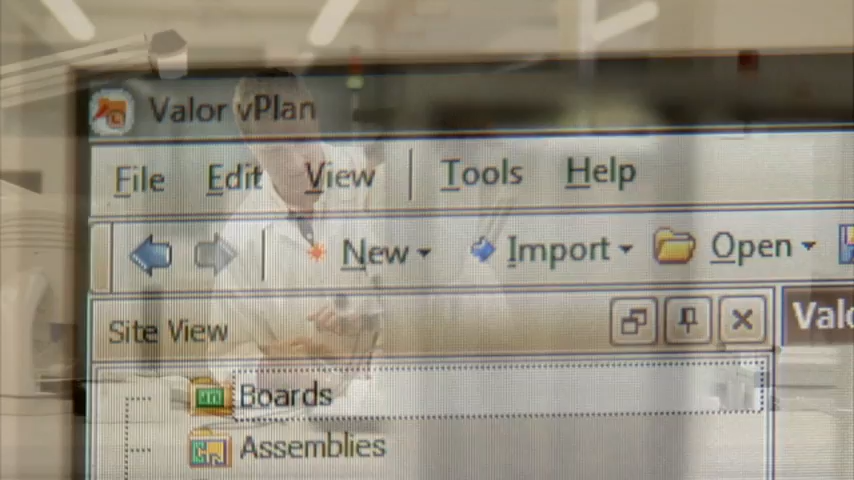 Valor vPlan
File Edit View Tools Help
New Import Open
Site View
Valo
Boards
Assemblies